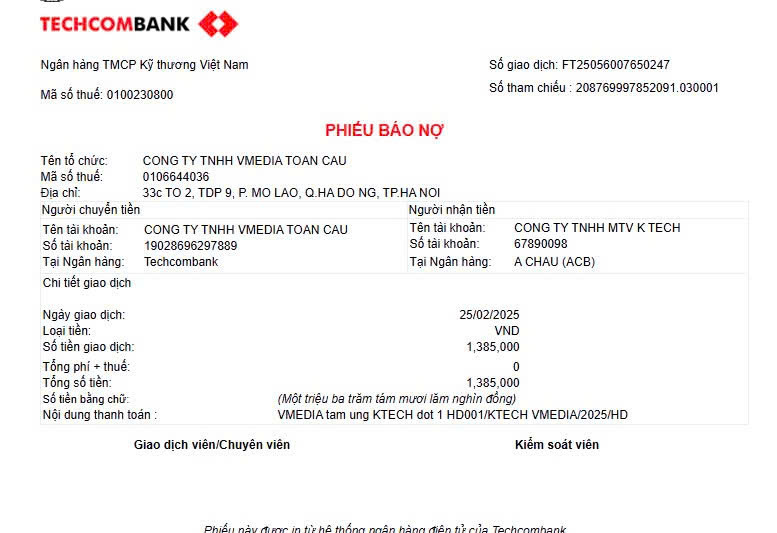 TECHCOMBANK
Ngân hàng TMCP Kỹ thương Việt Nam
Số giao dịch: FT25056007650247
Mã số thuế: 0100230800
Số tham chiếu : 208769997852091.030001
PHIẾU BÁO NỢ
Tên tổ chức: CONG TY TNHH VMEDIA TOAN CAU
Mã số thuế: 0106644036
Địa chỉ: 33c TO 2, TDP 9, P. MO LAO, Q.HA DO NG, TP.HA NOI
Người chuyển tiền
Tên tài khoản: CONG TY TNHH VMEDIA TOAN CAU
Số tài khoản: 19028696297889
Tại Ngân hàng: Techcombank
Người nhận tiền
Tên tài khoản: CONG TY TNHH MTV K TECH
Số tài khoản: 67890098
Tại Ngân hàng: A CHAU (ACB)
Chi tiết giao dịch
Ngày giao dịch: 25/02/2025
Loại tiền: VND
Số tiền giao dịch: 1,385,000
Tổng phí + thuế: 0
Tổng số tiền: 1,385,000
Số tiền bằng chữ: (Một triệu ba trăm tám mươi lăm nghìn đồng)
Nội dung thanh toán : VMEDIA tam ung KTECH dot 1 HD001/KTECH VMEDIA/2025/HD
Giao dịch viên/Chuyên viên
Kiểm soát viên
Phiếu này được in từ hệ thống ngân hàng điện tử của Techcombank